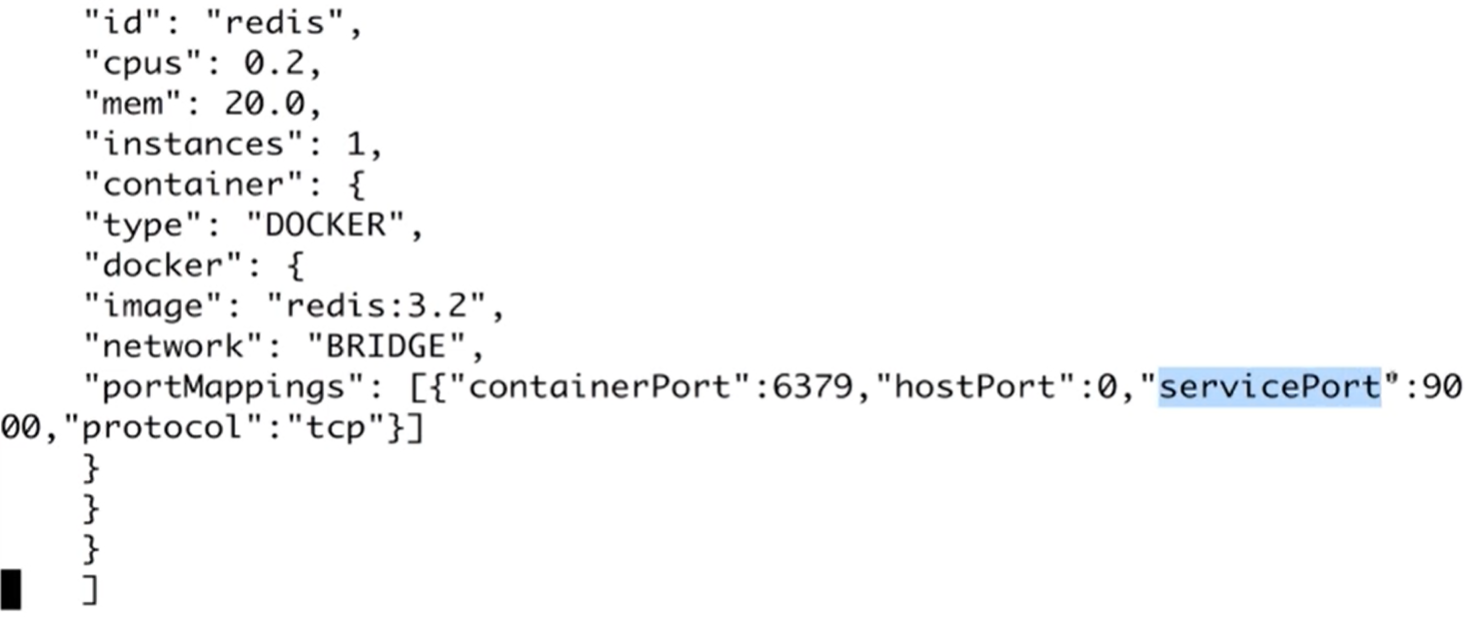 "id": "redis",
"cpus": 0.2,
"mem": 20.0,
"instances": 1,
"container": {
"type": "DOCKER",
"docker": {
"image": "redis:3.2",
"network": "BRIDGE",
"portMappings": [{"containerPort":6379,"hostPort":0,"servicePort":90
00,"protocol":"tcp"}]
}
}
}
]